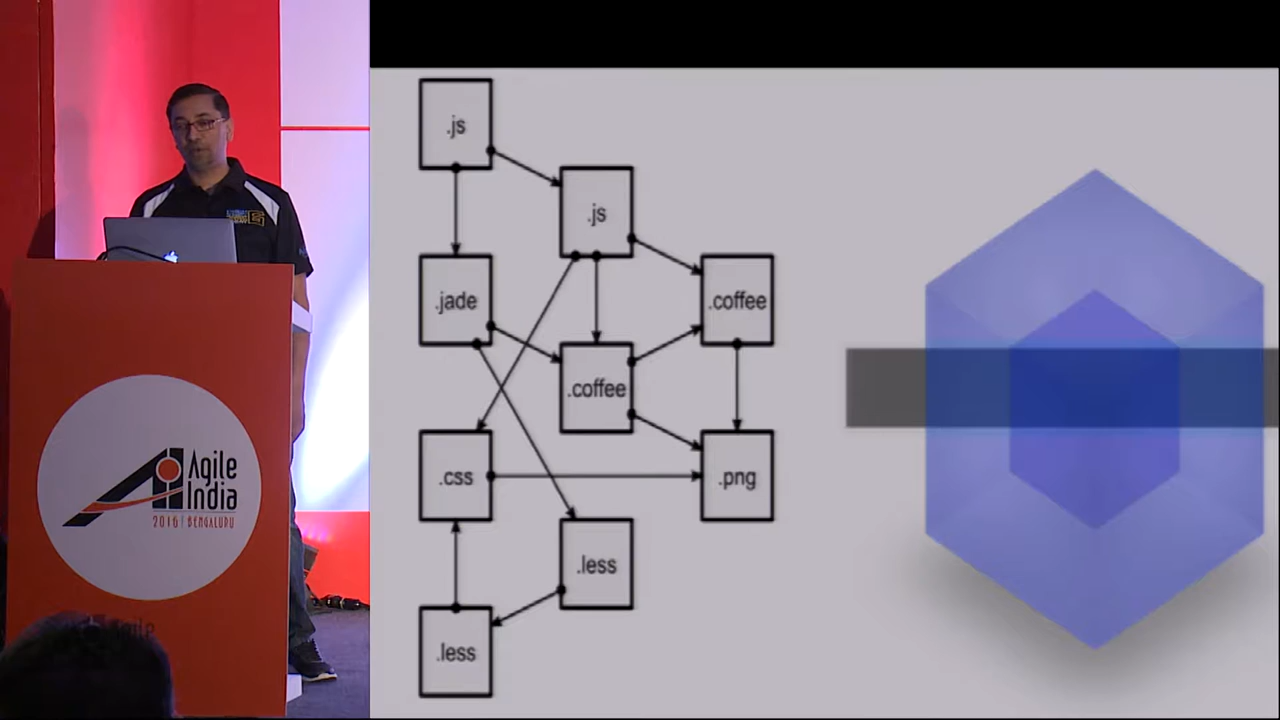 .js
.js
.jade
.coffee
.coffee
.css
.png
.less
.less
Agile
India
2016 | BENGALURU